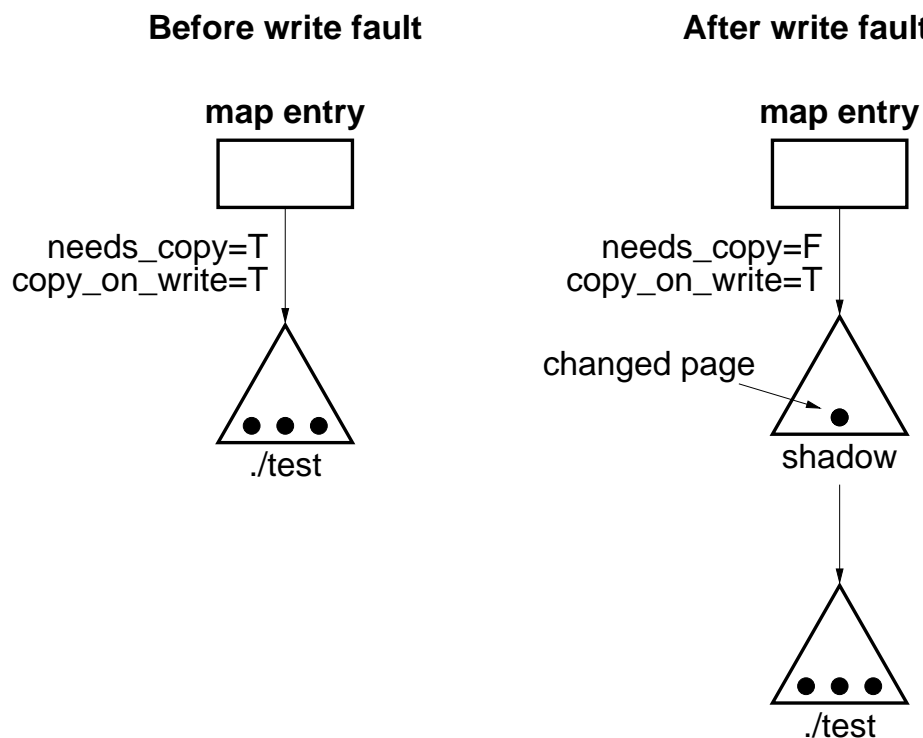 Before write fault
map entry
needs_copy=T
copy_on_write=T
./test
After write fault
map entry
needs_copy=F
copy_on_write=T
changed page
shadow
./test